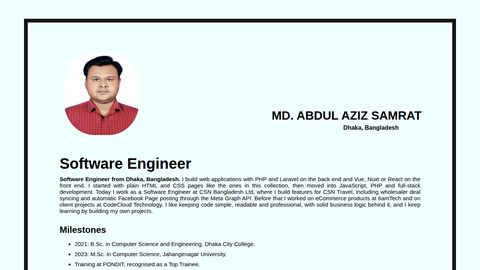 MD. ABDUL AZIZ SAMRAT
Dhaka, Bangladesh
Software Engineer
Software Engineer from Dhaka, Bangladesh. I build web applications with PHP and Laravel on the back end and Vue, Nuxt or React on the
front end. I started with plain HTML and CSS pages like the ones in this collection, then moved into JavaScript, PHP and full-stack
development. Today I work as a Software Engineer at CSN Bangladesh Ltd, where I build features for CSN Travel, including wholesaler deal
syncing and automatic Facebook Page posting through the Meta Graph API. Before that I worked on eCommerce products at 6amTech and on
client projects at CodeCloud Technology. I like keeping code simple, readable and professional, with solid business logic behind it, and I keep
learning by building my own projects.
Milestones
• 2021: B.Sc. in Computer Science and Engineering, Dhaka City College.
• 2023: M.Sc. in Computer Science, Jahangirnagar University.
• Training at PONDIT, recognised as a Top Trainee.